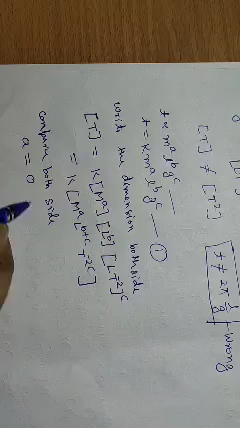 [T] ≠ [T²]
t ≠ 2π l/g → wrong
t ∝ mᵃ lᵇ gᶜ —
t = K mᵃ lᵇ gᶜ — ①
write the dimension both side
[T] = K [Mᵃ] [Lᵇ] [LT⁻²]ᶜ
= K [Mᵃ Lᵇ⁺ᶜ T⁻²ᶜ]
compare both side
a = 0